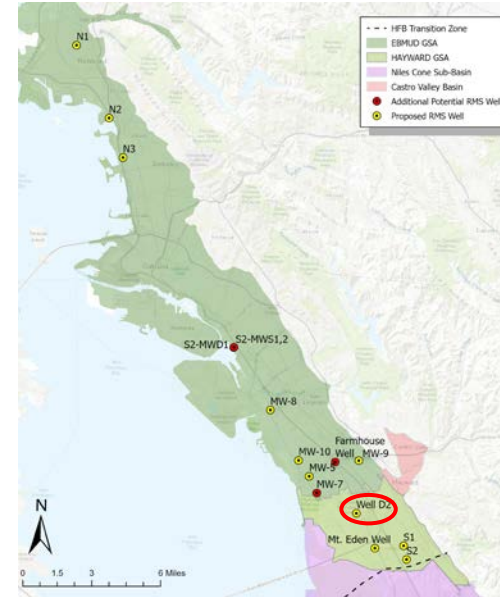 HFB Transition Zone
EBMUD GSA
HAYWARD GSA
Niles Cone Sub-Basin
Castro Valley Basin
Additional Potential RMS Well
Proposed RMS Well
N1
N2
N3
S2-MWD1
S2-MWS1,2
MW-8
Farmhouse
Well
MW-10
MW-9
MW-5
MW-7
Well D2
Mt. Eden Well
S1
S2
N
0 1.5 3 6 Miles